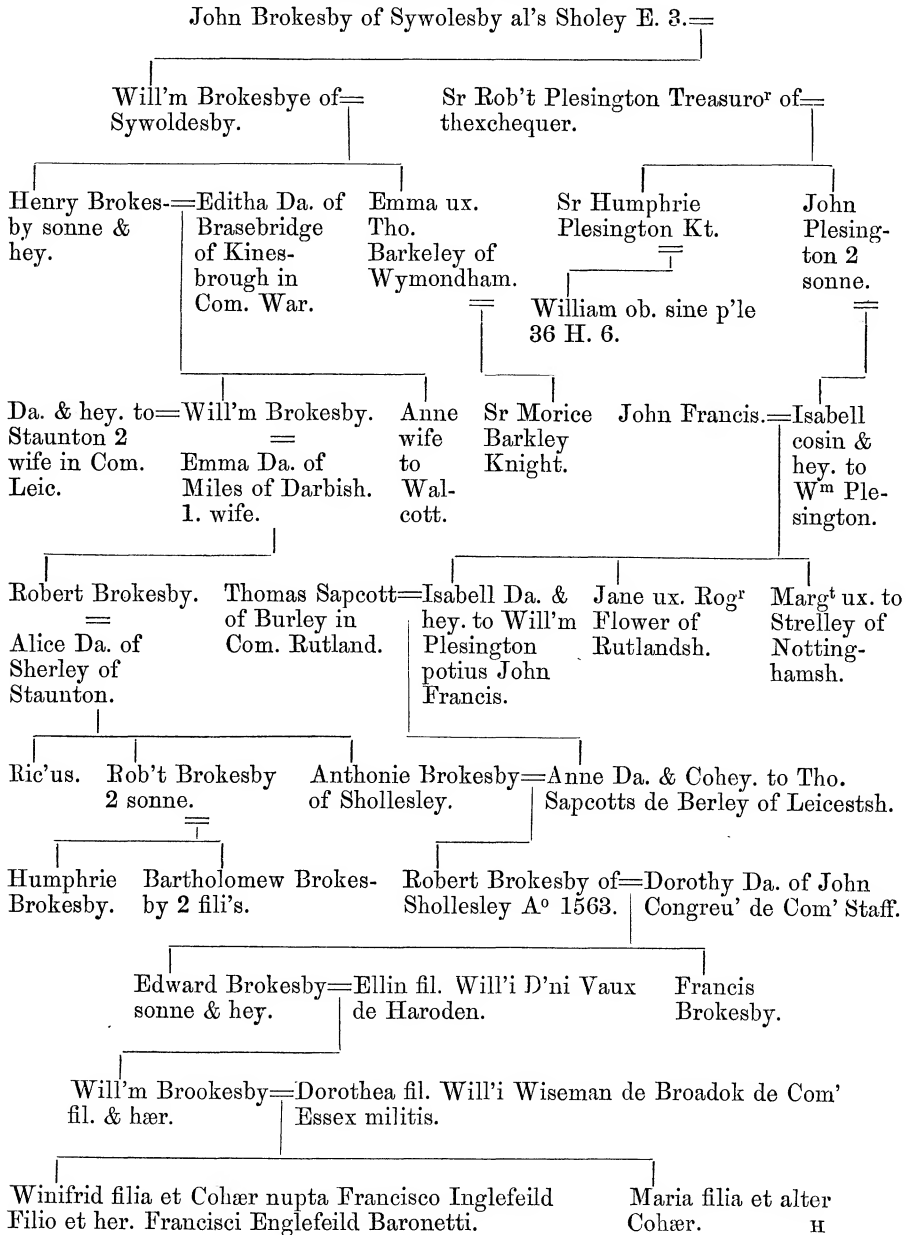 John Brokesby of Sywolesby al's Sholey E. 3.=
Will'm Brokesbye of=
Sywoldesby.
Sr Rob't Plesington Treasuroʳ of=
thexchequer.
Henry Brokes-=
by sonne &
hey.
Editha Da. of
Brasebridge
of Kines-
brough in
Com. War.
Emma ux.
Tho.
Barkeley of
Wymondham.
=
Sr Humphrie
Plesington Kt.
=
John
Plesing-
ton 2
sonne.
=
William ob. sine p'le
36 H. 6.
Da. & hey. to=
Staunton 2
wife in Com.
Leic.
Will'm Brokesby.
=
Emma Da. of
Miles of Darbish.
1. wife.
Anne
wife
to
Wal-
cott.
Sr Morice
Barkley
Knight.
John Francis.=
Isabell
cosin &
hey. to
Wᵐ Ple-
sington.
Robert Brokesby.
=
Alice Da. of
Sherley of
Staunton.
Thomas Sapcott=
of Burley in
Com. Rutland.
Isabell Da. &
hey. to Will'm
Plesington
potius John
Francis.
Jane ux. Rogʳ
Flower of
Rutlandsh.
Margᵗ ux. to
Strelley of
Notting-
hamsh.
Ric'us.
Rob't Brokesby
2 sonne.
=
Anthonie Brokesby=
of Shollesley.
Anne Da. & Cohey. to Tho.
Sapcotts de Berley of Leicestsh.
Humphrie
Brokesby.
Bartholomew Brokes-
by 2 fili's.
Robert Brokesby of=
Shollesley Aº 1563.
Dorothy Da. of John
Congreu' de Com' Staff.
Edward Brokesby=
sonne & hey.
Ellin fil. Will'i D'ni Vaux
de Haroden.
Francis
Brokesby.
Will'm Brookesby=
fil. & hær.
Dorothea fil. Will'i Wiseman de Broadok de Com'
Essex militis.
Winifrid filia et Cohær nupta Francisco Inglefeild
Filio et her. Francisci Englefeild Baronetti.
Maria filia et alter
Cohær.
H